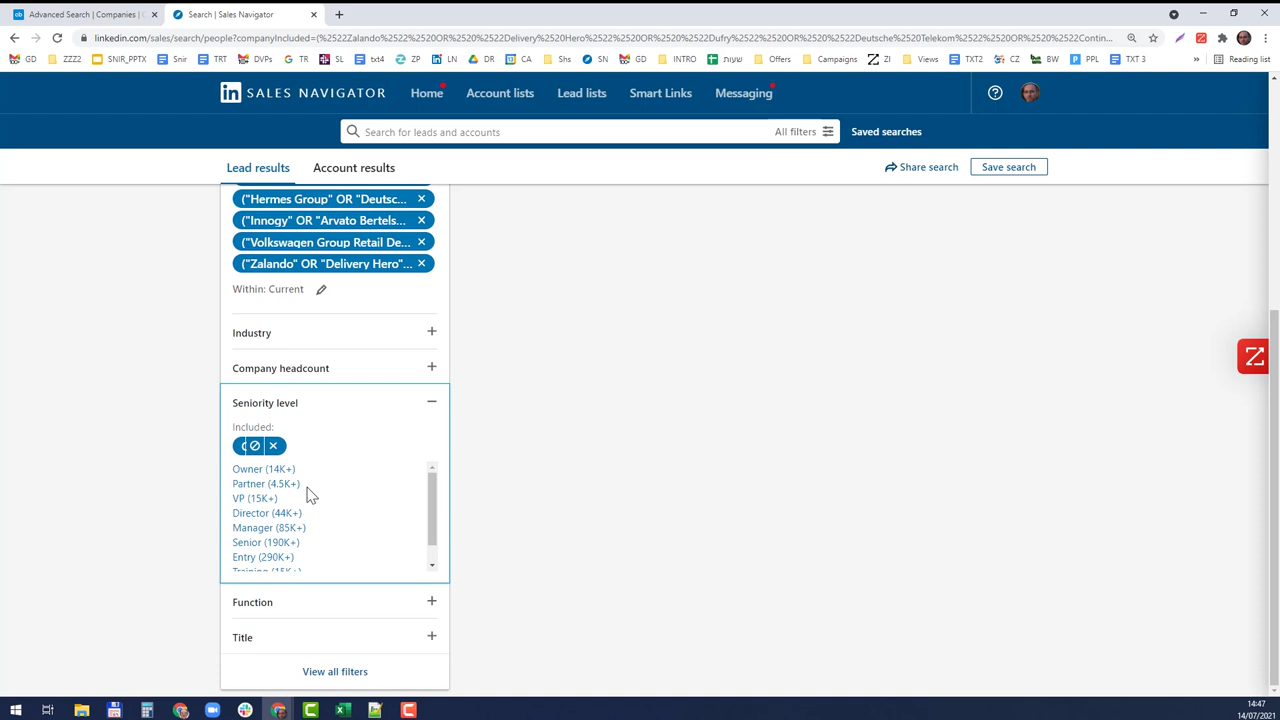 Advanced Search | Companies | C
Search | Sales Navigator
linkedin.com/sales/search/people?companyIncluded=(%2522Zalando%2522%2520OR%2520%2522Delivery%2520Hero%2522%2520OR%2520%2522Dufry%2522%2520OR%2520%2522Deutsche%2520Telekom%2522%2520OR%2520%2522Contin...
GD
ZZZ2
SNIR_PPTX
Snir
TRT
DVPs
TR
SL
txt4
ZP
LN
DR
CA
Shs
SN
GD
INTRO
שעות
Offers
Campaigns
ZI
Views
TXT2
CZ
BW
PPL
TXT 3
»
Reading list
in SALES NAVIGATOR
Home
Account lists
Lead lists
Smart Links
Messaging
Search for leads and accounts
All filters
Saved searches
Lead results
Account results
Share search
Save search
("Hermes Group" OR "Deutsc...
("Innogy" OR "Arvato Bertels...
("Volkswagen Group Retail De...
("Zalando" OR "Delivery Hero"...
Within: Current
Industry
Company headcount
Seniority level
Included:
Owner (14K+)
Partner (4.5K+)
VP (15K+)
Director (44K+)
Manager (85K+)
Senior (190K+)
Entry (290K+)
Training (15K+)
Function
Title
View all filters
14:47
14/07/2021